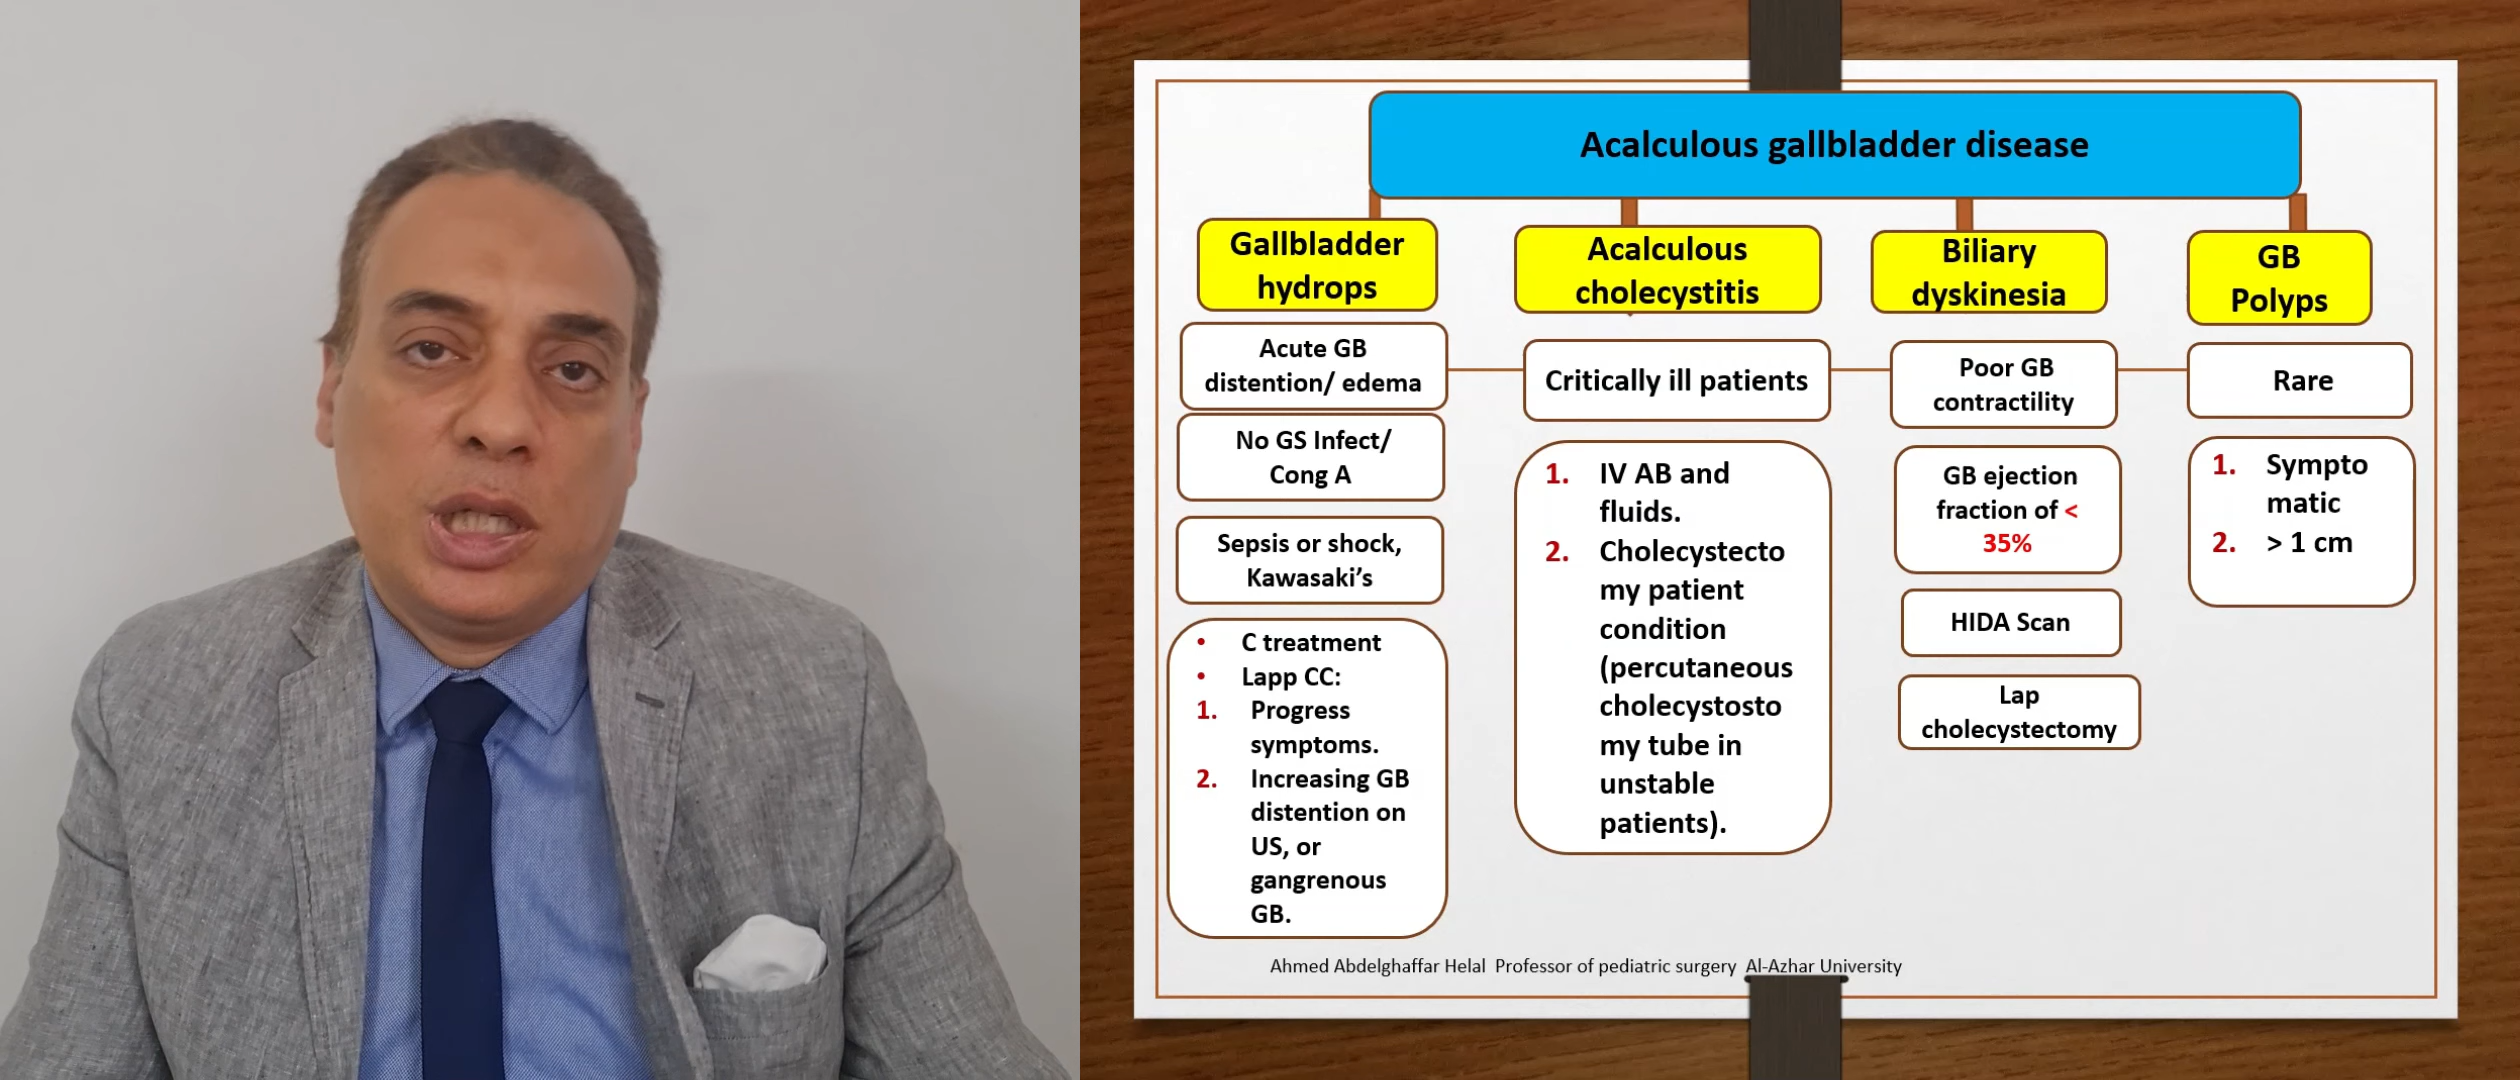 Acalculous gallbladder disease
Gallbladder
hydrops
Acute GB
distention/ edema
No GS Infect/
Cong A
Sepsis or shock,
Kawasaki's
• C treatment
• Lapp CC:
1. Progress
symptoms.
2. Increasing GB
distention on
US, or
gangrenous
GB.
Acalculous
cholecystitis
Critically ill patients
1. IV AB and
fluids.
2. Cholecystecto
my patient
condition
(percutaneous
cholecystosto
my tube in
unstable
patients).
Biliary
dyskinesia
Poor GB
contractility
GB ejection
fraction of <
35%
HIDA Scan
Lap
cholecystectomy
GB
Polyps
Rare
1. Sympto
matic
2. > 1 cm
Ahmed Abdelghaffar Helal Professor of pediatric surgery Al-Azhar University